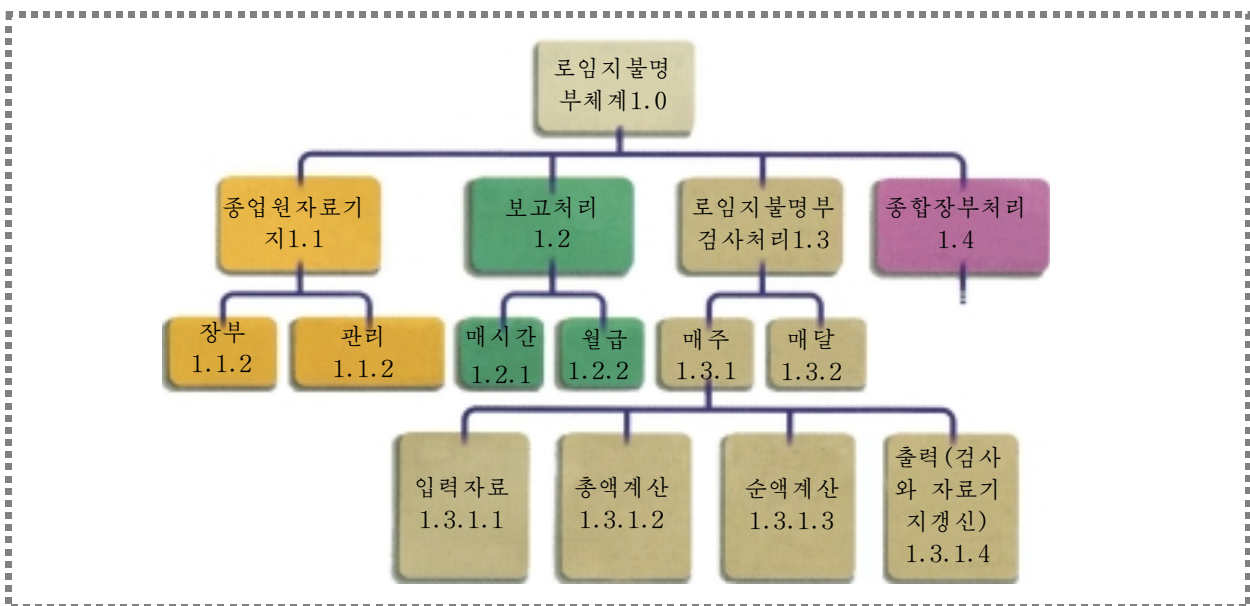 로임지불명
부체계1.0
종업원자료기
지1.1
보고처리
1.2
로임지불명부
검사처리1.3
종합장부처리
1.4
장부
1.1.2
관리
1.1.2
매시간
1.2.1
월급
1.2.2
매주
1.3.1
매달
1.3.2
입력자료
1.3.1.1
총액계산
1.3.1.2
순액계산
1.3.1.3
출력(검사
와 자료기
지갱신)
1.3.1.4